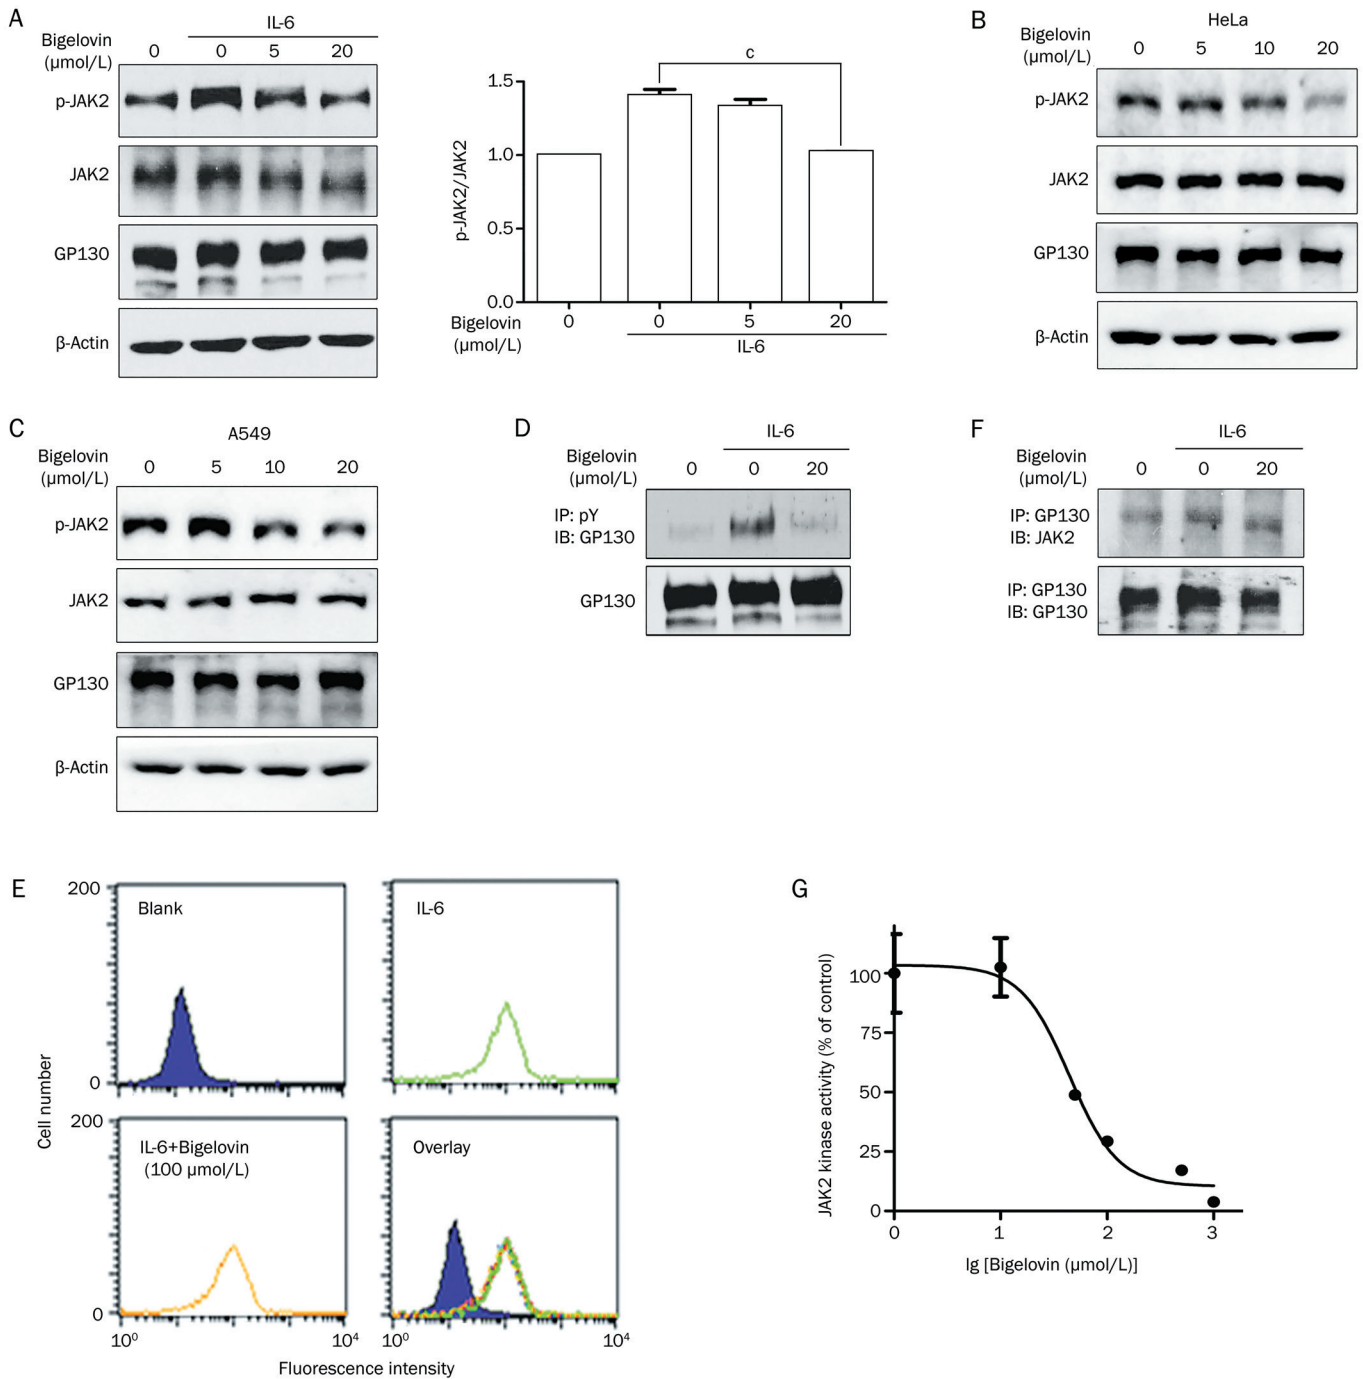 A
IL-6
Bigelovin
(µmol/L)
0 0 5 20
p-JAK2
JAK2
GP130
β-Actin
c
p-JAK2/JAK2
1.5
1.0
0.5
0.0
Bigelovin
(µmol/L)
0 0 5 20
IL-6
B
HeLa
Bigelovin
(µmol/L)
0 5 10 20
p-JAK2
JAK2
GP130
β-Actin
C
A549
Bigelovin
(µmol/L)
0 5 10 20
p-JAK2
JAK2
GP130
β-Actin
D
IL-6
Bigelovin
(µmol/L)
0 0 20
IP: pY
IB: GP130
GP130
F
IL-6
Bigelovin
(µmol/L)
0 0 20
IP: GP130
IB: JAK2
IP: GP130
IB: GP130
E
Cell number
200
0
Blank
IL-6
200
0
IL-6+Bigelovin
(100 µmol/L)
Overlay
10⁰ 10⁴ 10⁰ 10⁴
Fluorescence intensity
G
JAK2 kinase activity (% of control)
100
75
50
25
0
0 1 2 3
lg [Bigelovin (µmol/L)]